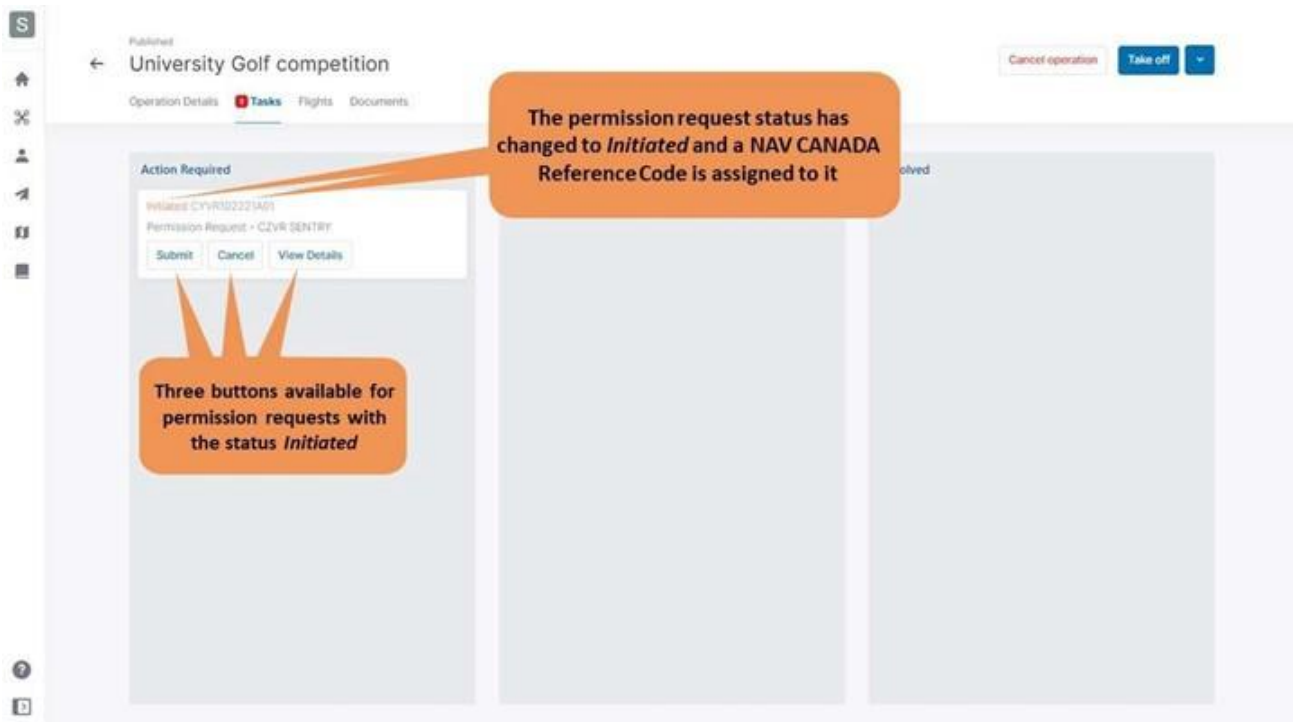 S
Published
University Golf competition
Cancel operation
Take off
Operation Details
Tasks
Flights
Documents
The permission request status has
changed to Initiated and a NAV CANADA
Reference Code is assigned to it
Action Required
olved
Initiated CYVR102221A01
Permission Request - CZVR SENTRY
Submit
Cancel
View Details
Three buttons available for
permission requests with
the status Initiated